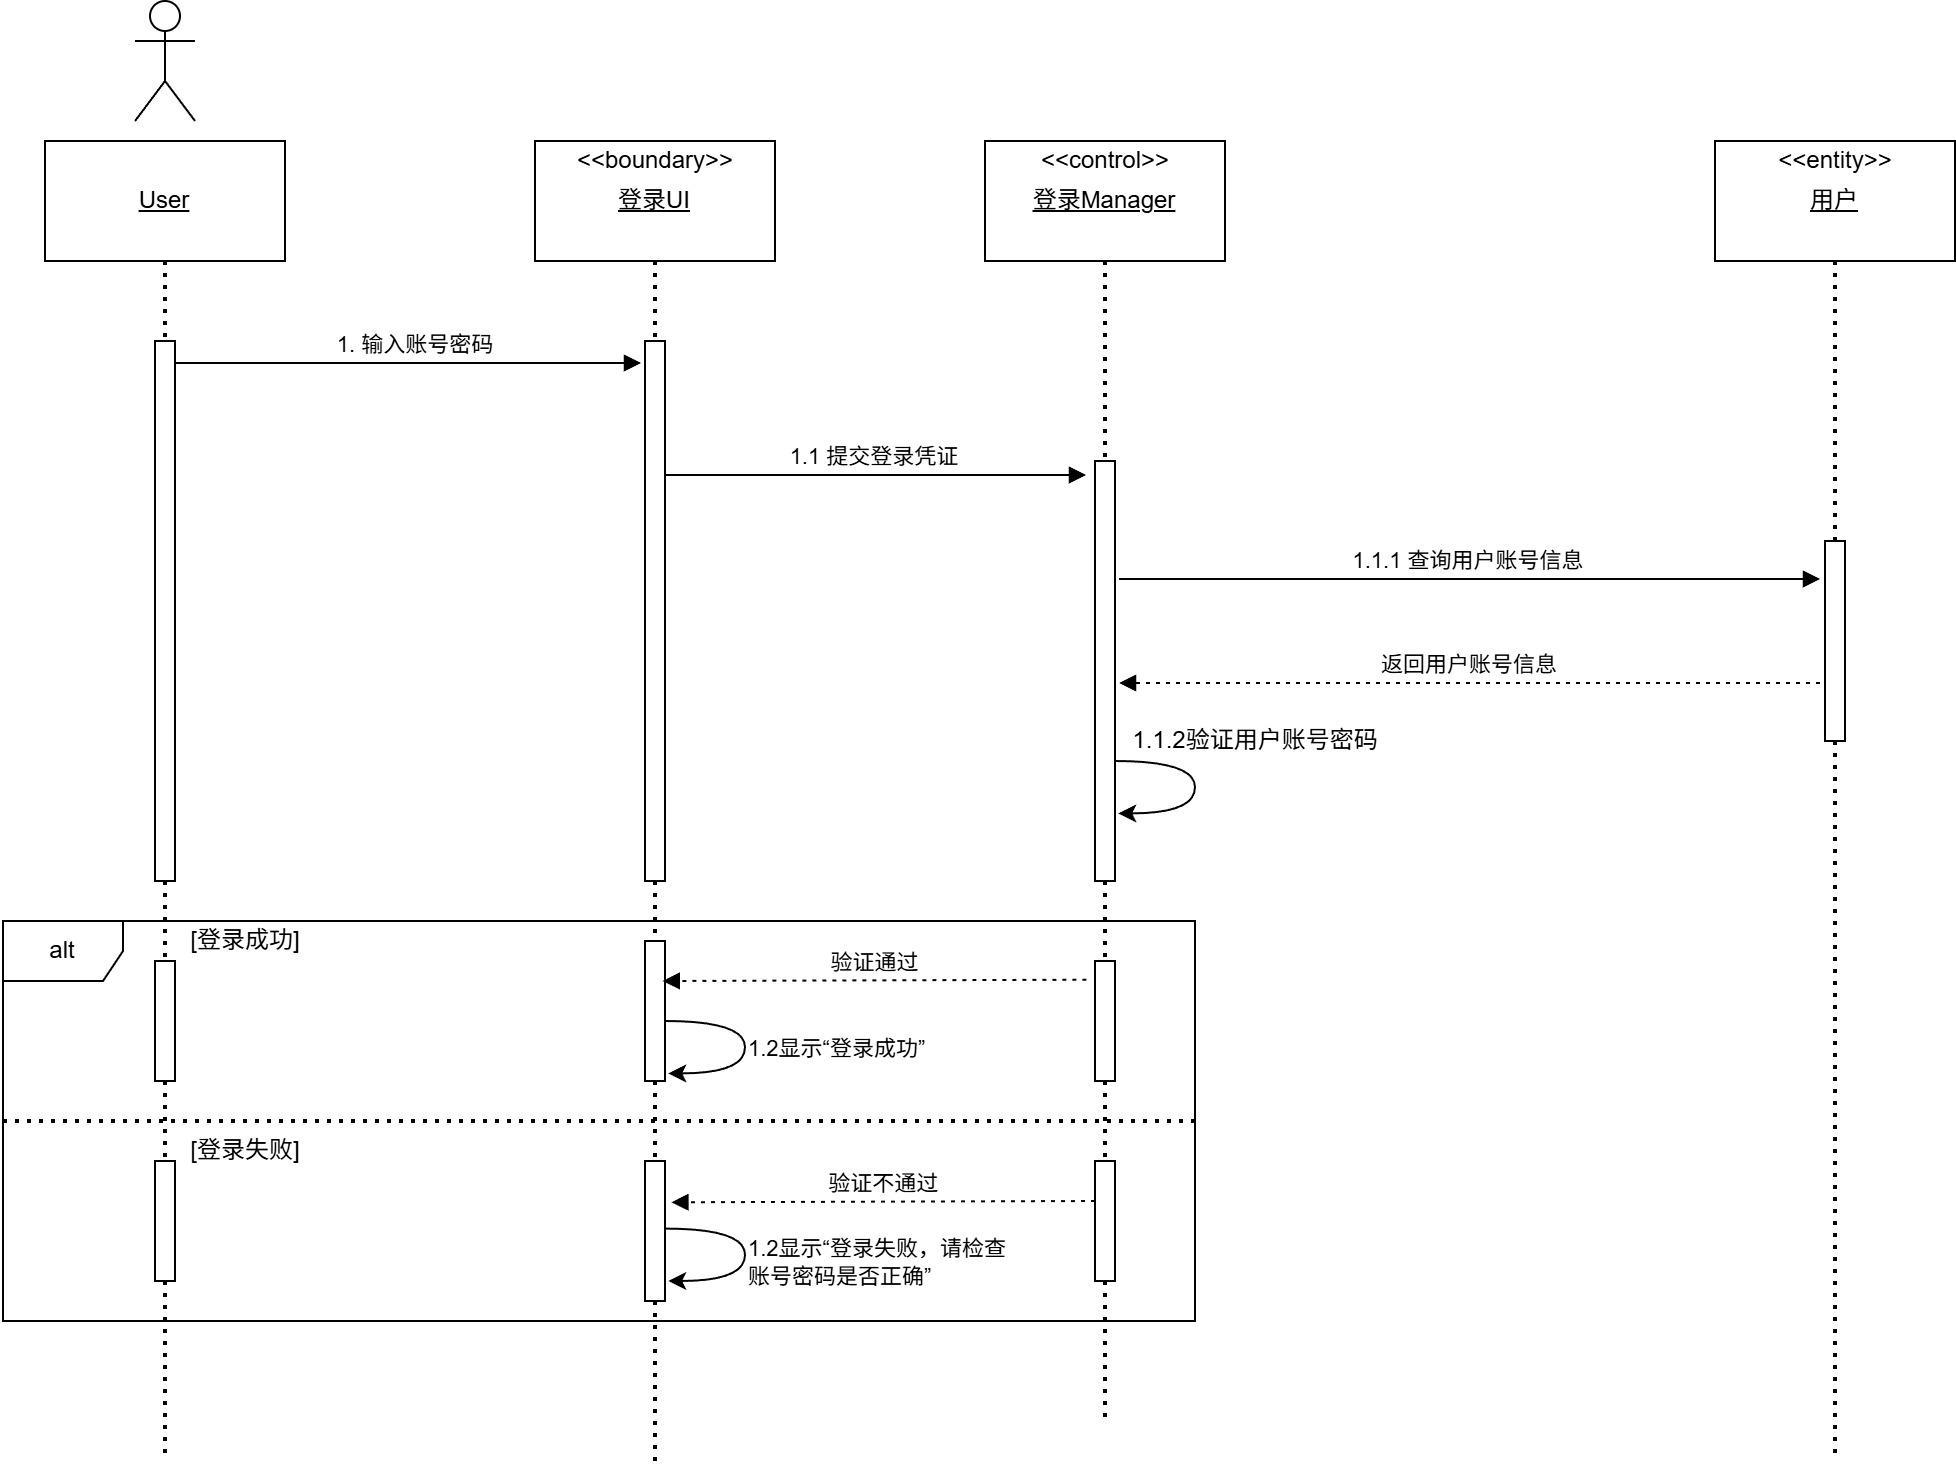 User
<<boundary>>
登录UI
<<control>>
登录Manager
<<entity>>
用户
1. 输入账号密码
1.1 提交登录凭证
1.1.1 查询用户账号信息
返回用户账号信息
1.1.2验证用户账号密码
alt
[登录成功]
验证通过
1.2显示“登录成功”
[登录失败]
验证不通过
1.2显示“登录失败，请检查
账号密码是否正确”